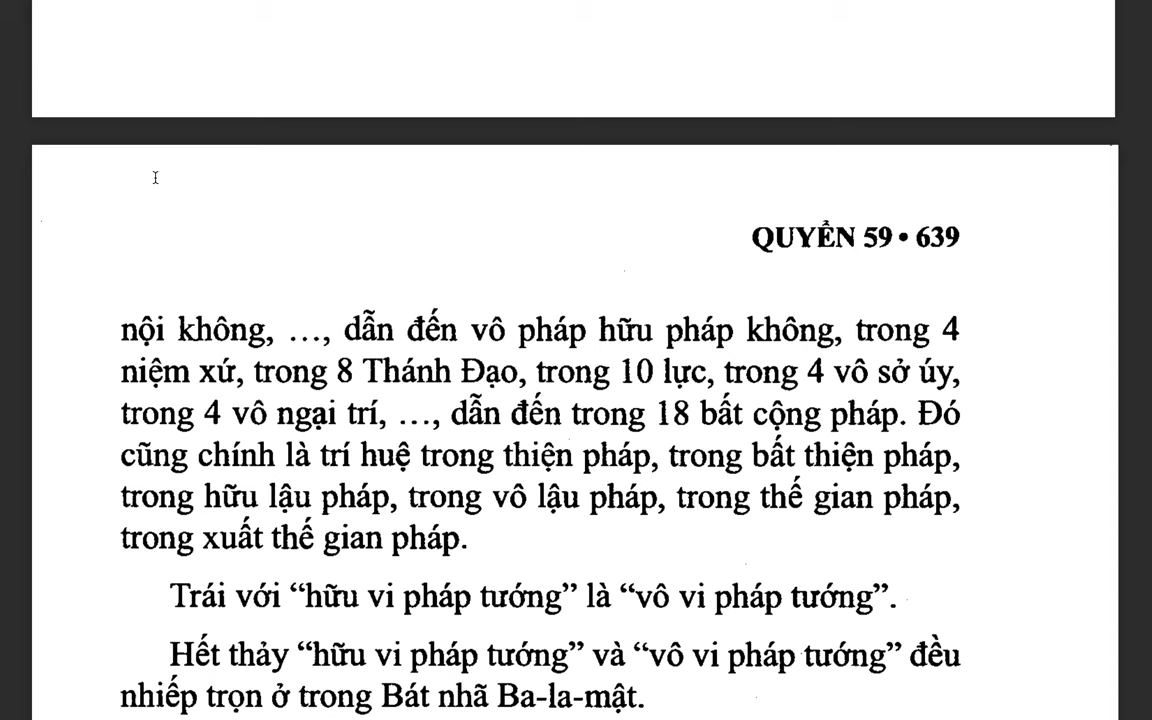 QUYỂN 59 • 639
nội không, …, dẫn đến vô pháp hữu pháp không, trong 4
niệm xứ, trong 8 Thánh Đạo, trong 10 lực, trong 4 vô sở úy,
trong 4 vô ngại trí, …, dẫn đến trong 18 bất cộng pháp. Đó
cũng chính là trí huệ trong thiện pháp, trong bất thiện pháp,
trong hữu lậu pháp, trong vô lậu pháp, trong thế gian pháp,
trong xuất thế gian pháp.
Trái với “hữu vi pháp tướng” là “vô vi pháp tướng”.
Hết thảy “hữu vi pháp tướng” và “vô vi pháp tướng” đều
nhiếp trọn ở trong Bát nhã Ba-la-mật.